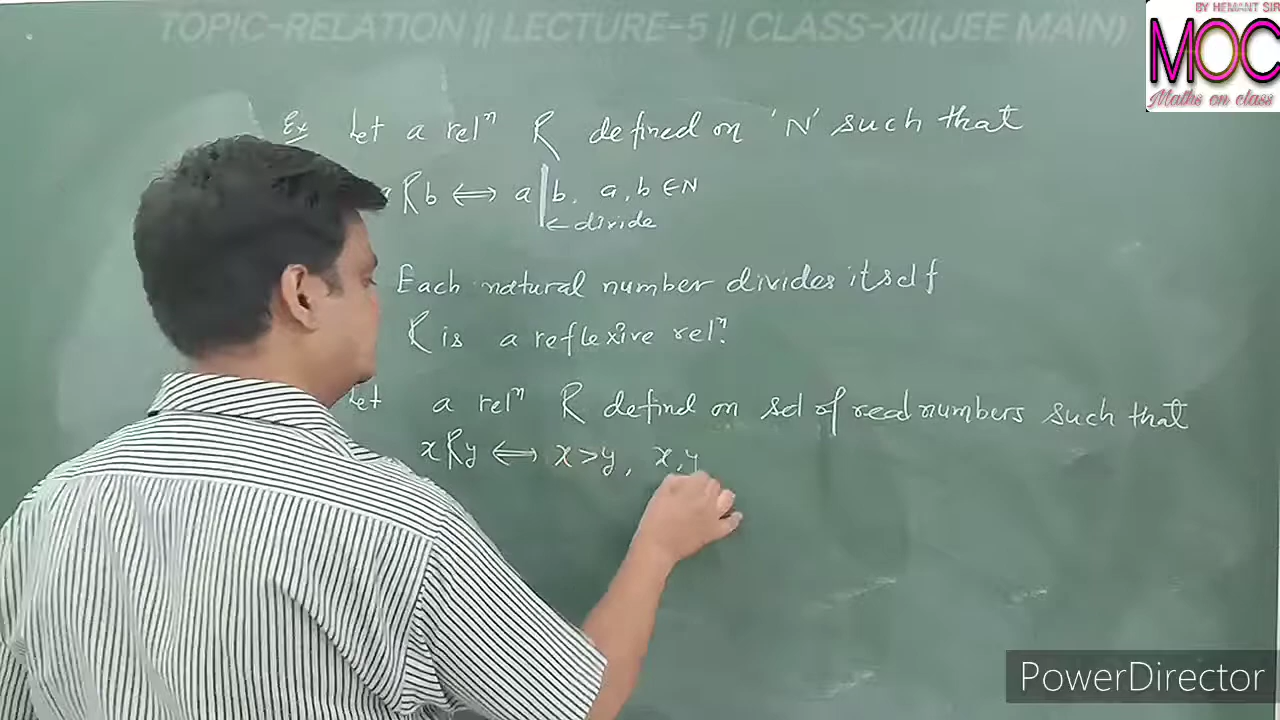 BY HEMANT SIR
TOPIC-RELATION || LECTURE-5 || CLASS-XII(JEE MAIN)
MOC
Maths on class
Ex Let a relⁿ R defined on 'N' such that
aRb ⟺ a|b, a, b ∈ N
← divide
Each natural number divides itself
R is a reflexive relⁿ.
Let a relⁿ R defind on set of real numbers such that
xRy ⟺ x>y, x,y
PowerDirector